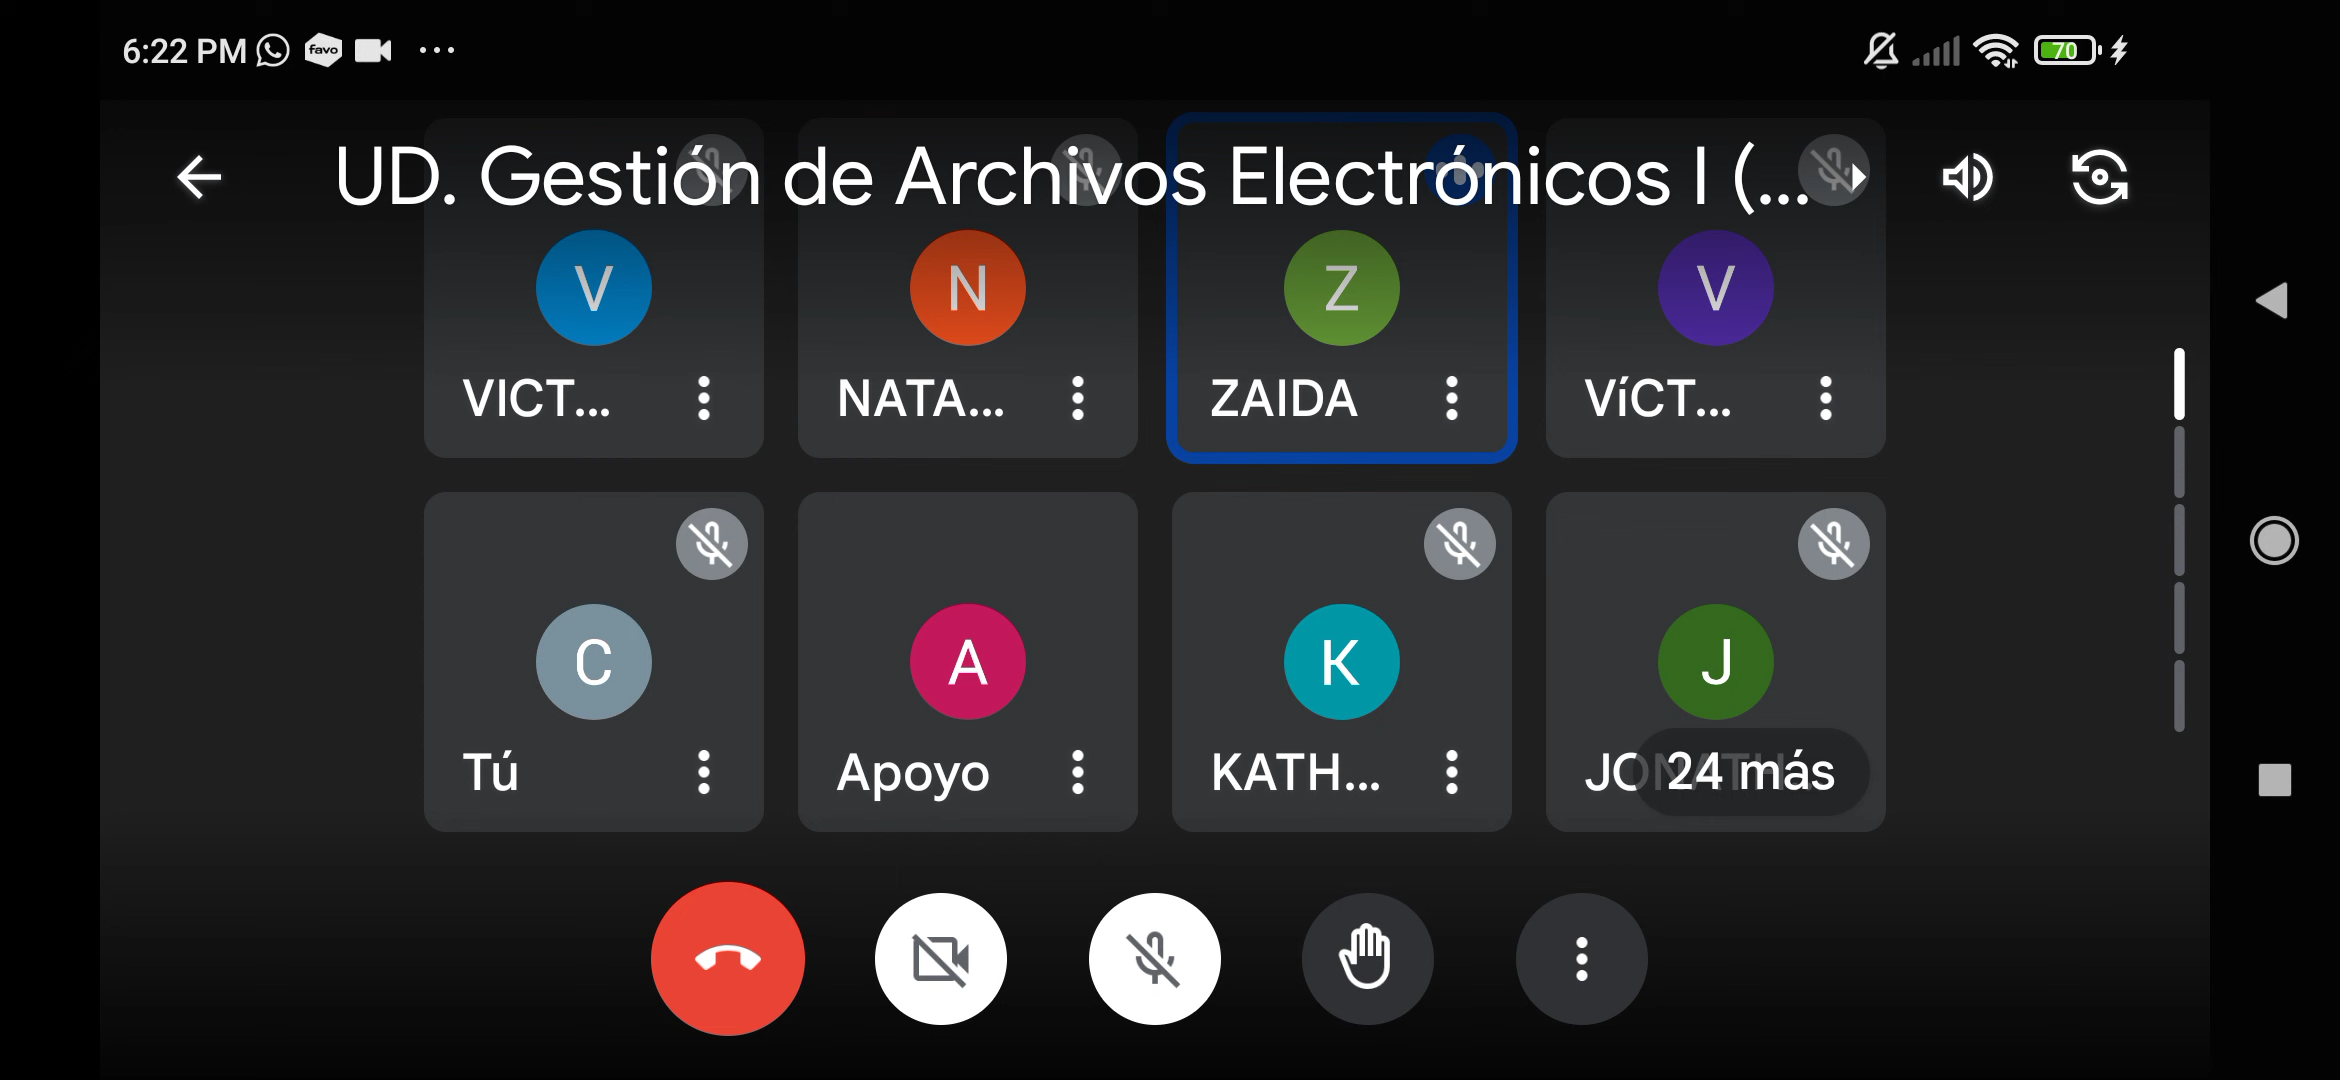 6:22 PM favo ... 70
UD. Gestión de Archivos Electrónicos I (...
V N Z V
VICT... NATA... ZAIDA VíCT...
C A K J
Tú Apoyo KATH... JONATH... 24 más